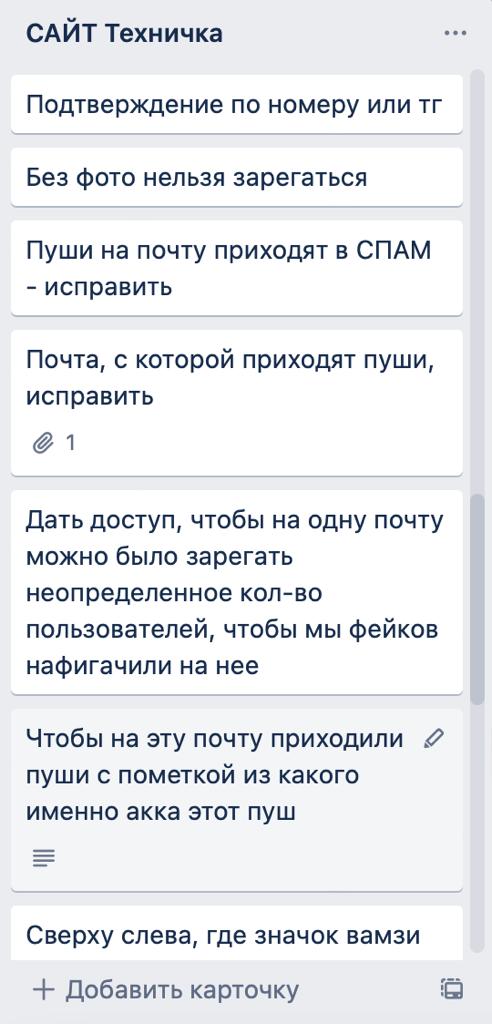 САЙТ Техничка
Подтверждение по номеру или тг
Без фото нельзя зарегаться
Пуши на почту приходят в СПАМ
- исправить
Почта, с которой приходят пуши,
исправить
1
Дать доступ, чтобы на одну почту
можно было зарегать
неопределенное кол-во
пользователей, чтобы мы фейков
нафигачили на нее
Чтобы на эту почту приходили
пуши с пометкой из какого
именно акка этот пуш
Сверху слева, где значок вамзи
+ Добавить карточку